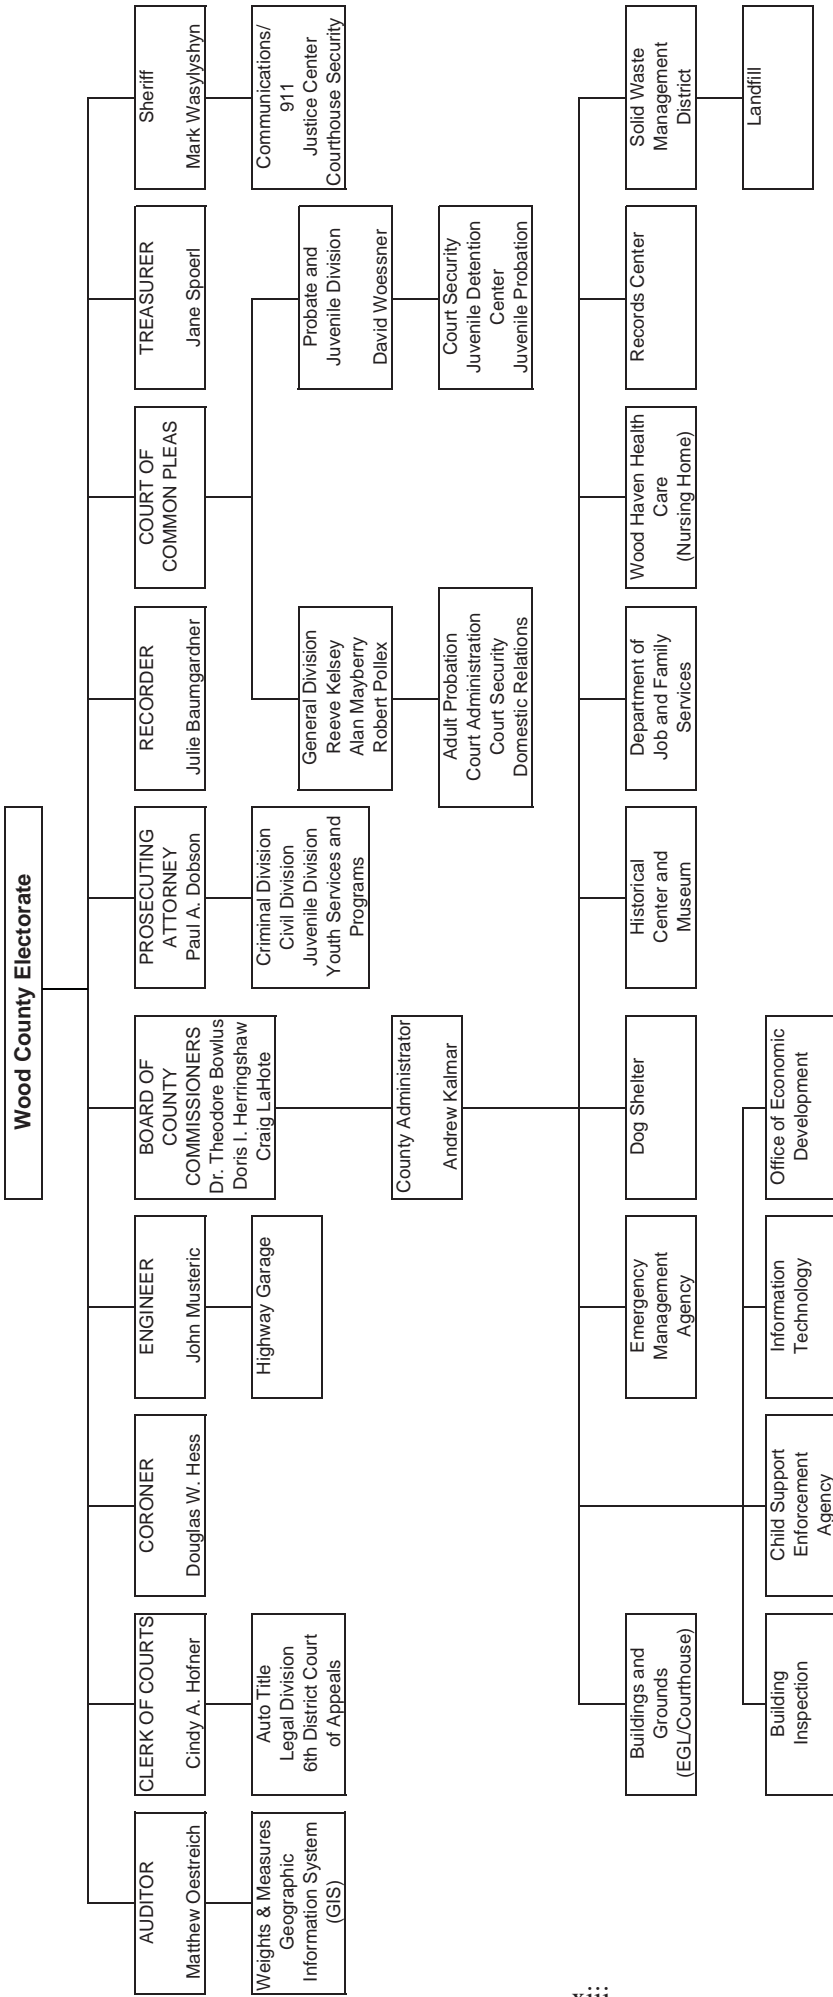 Wood County Electorate
AUDITOR
Matthew Oestreich
CLERK OF COURTS
Cindy A. Hofner
CORONER
Douglas W. Hess
ENGINEER
John Musteric
BOARD OF
COUNTY
COMMISSIONERS
Dr. Theodore Bowlus
Doris I. Herringshaw
Craig LaHote
PROSECUTING
ATTORNEY
Paul A. Dobson
RECORDER
Julie Baumgardner
COURT OF
COMMON PLEAS
TREASURER
Jane Spoerl
Sheriff
Mark Wasylyshyn
Weights & Measures
Geographic
Information System
(GIS)
Auto Title
Legal Division
6th District Court
of Appeals
Highway Garage
Criminal Division
Civil Division
Juvenile Division
Youth Services and
Programs
General Division
Reeve Kelsey
Alan Mayberry
Robert Pollex
Probate and
Juvenile Division
David Woessner
Communications/
911
Justice Center
Courthouse Security
County Administrator
Andrew Kalmar
Adult Probation
Court Administration
Court Security
Domestic Relations
Court Security
Juvenile Detention
Center
Juvenile Probation
Buildings and
Grounds
(EGL/Courthouse)
Emergency
Management
Agency
Dog Shelter
Historical
Center and
Museum
Department of
Job and Family
Services
Wood Haven Health
Care
(Nursing Home)
Records Center
Solid Waste
Management
District
Building
Inspection
Child Support
Enforcement
Agency
Information
Technology
Office of Economic
Development
Landfill
xiii